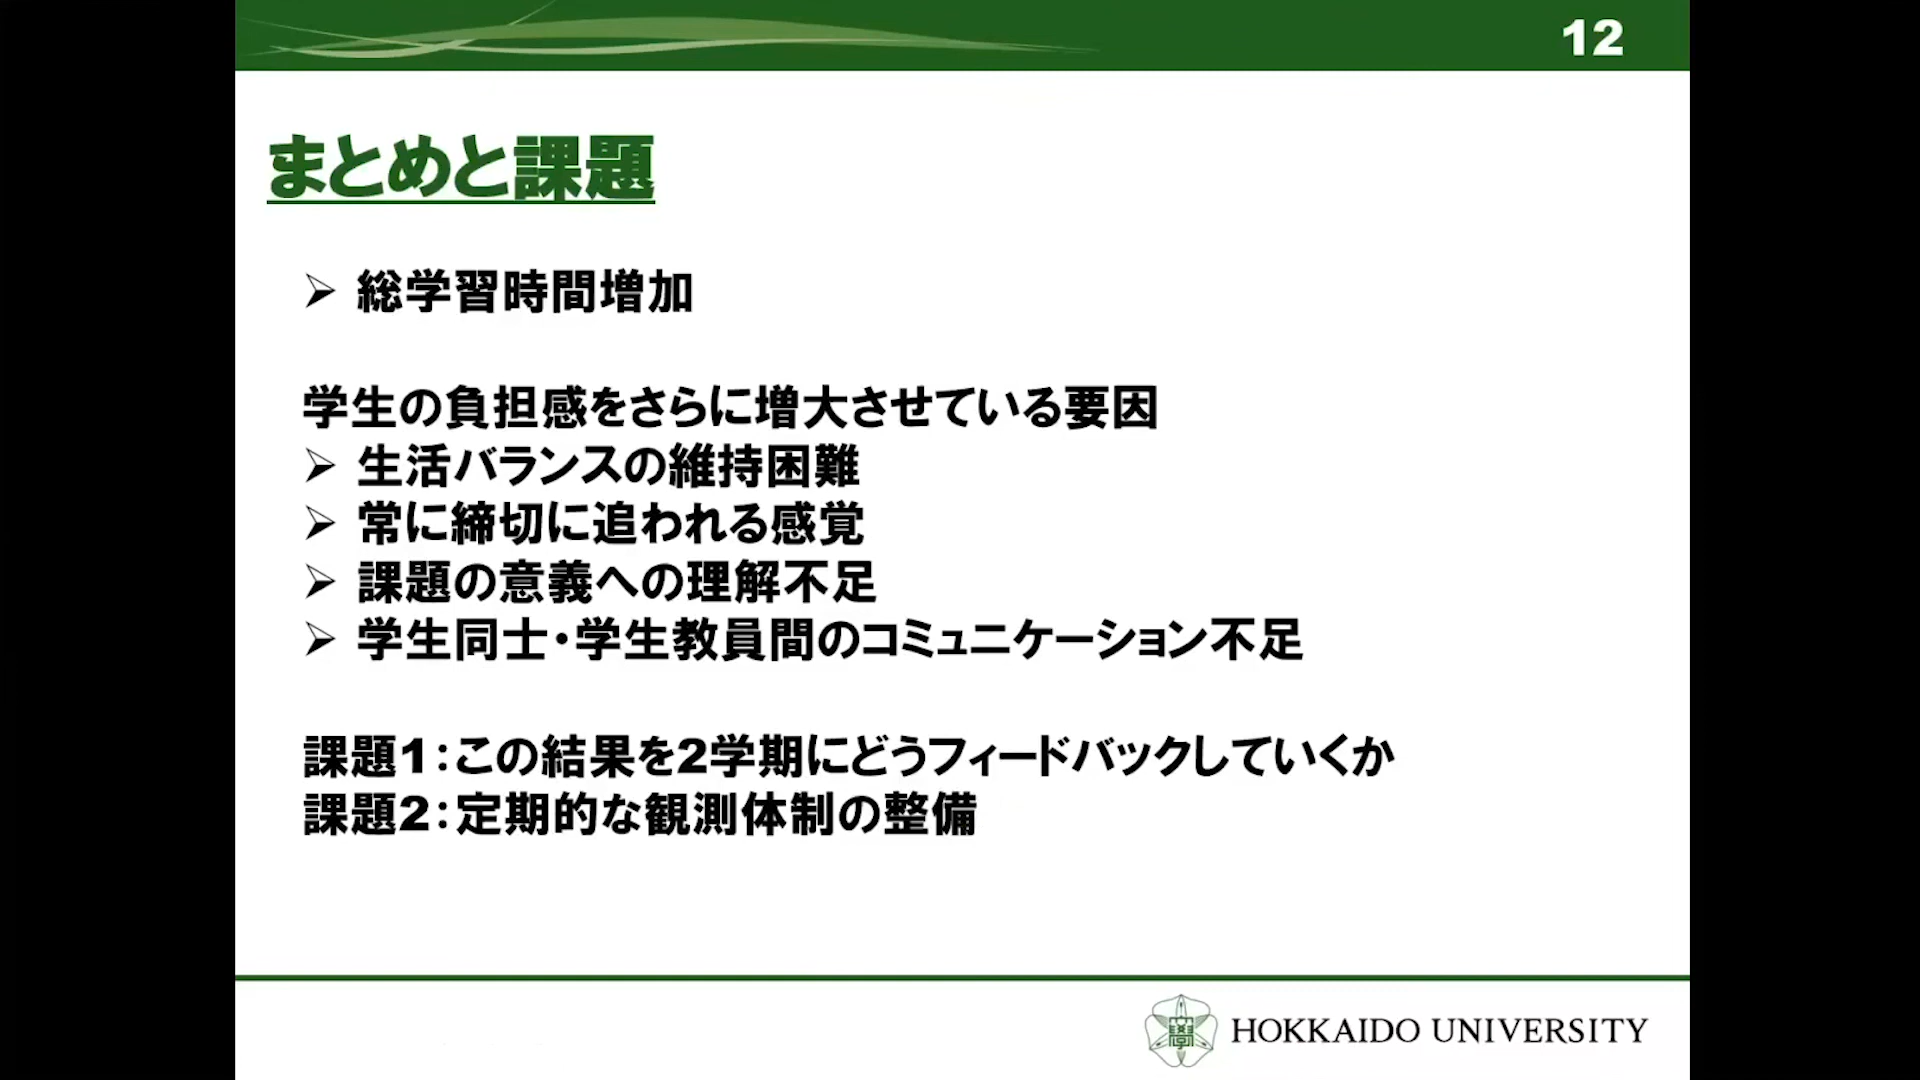 12
まとめと課題
➢ 総学習時間増加
学生の負担感をさらに増大させている要因
➢ 生活バランスの維持困難
➢ 常に締切に追われる感覚
➢ 課題の意義への理解不足
➢ 学生同士・学生教員間のコミュニケーション不足
課題1：この結果を2学期にどうフィードバックしていくか
課題2：定期的な観測体制の整備
HOKKAIDO UNIVERSITY